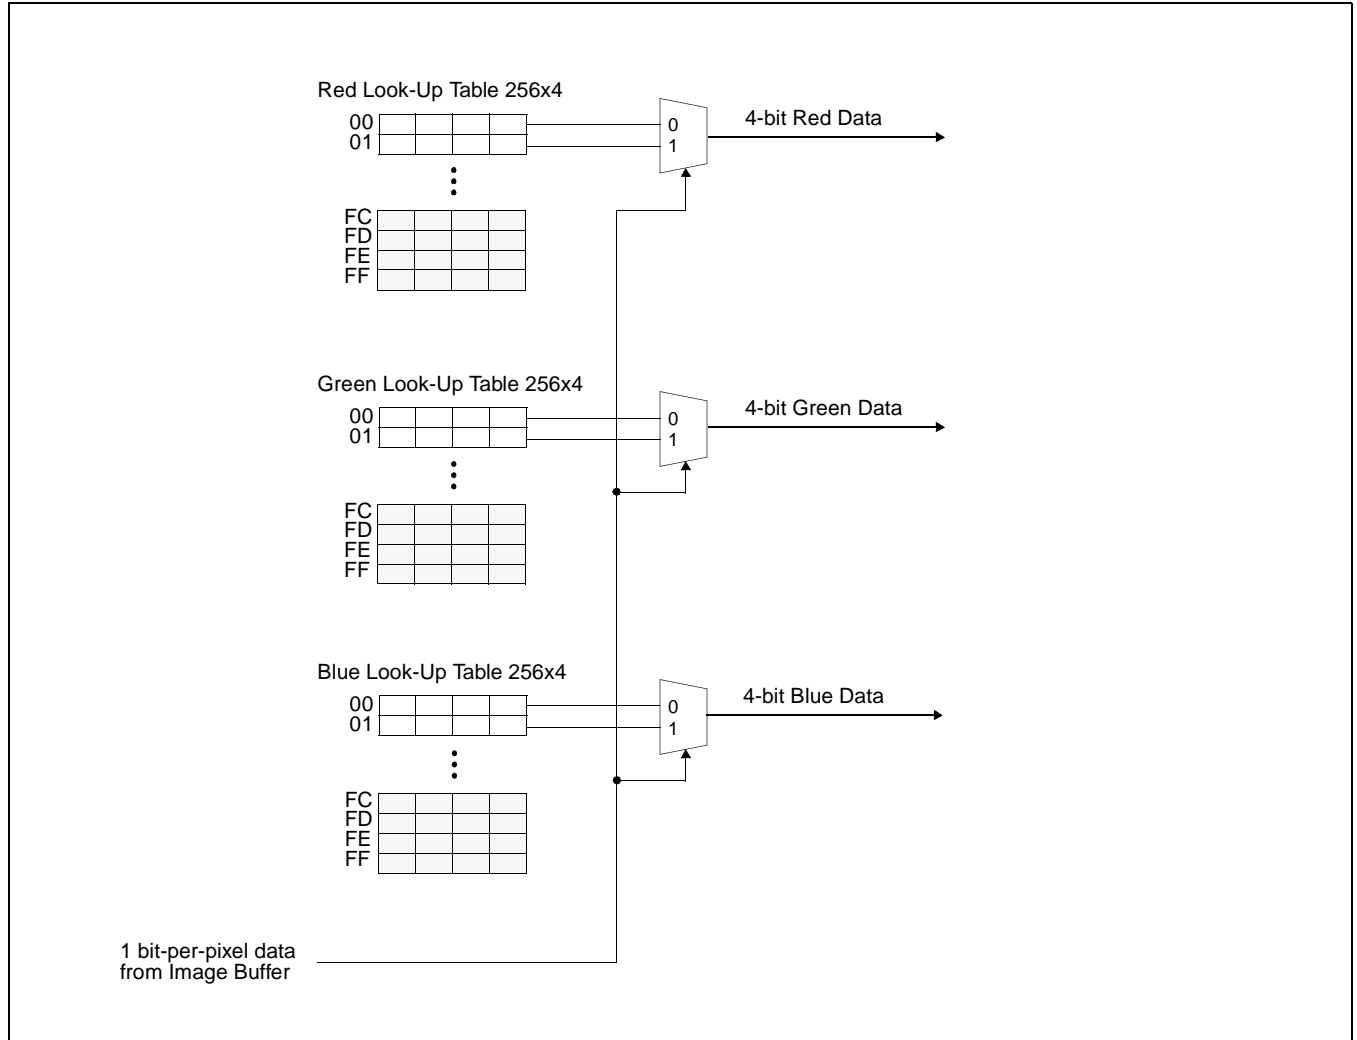 Red Look-Up Table 256x4
00
01
FC
FD
FE
FF
0
1
4-bit Red Data
Green Look-Up Table 256x4
00
01
FC
FD
FE
FF
0
1
4-bit Green Data
Blue Look-Up Table 256x4
00
01
FC
FD
FE
FF
0
1
4-bit Blue Data
1 bit-per-pixel data
from Image Buffer